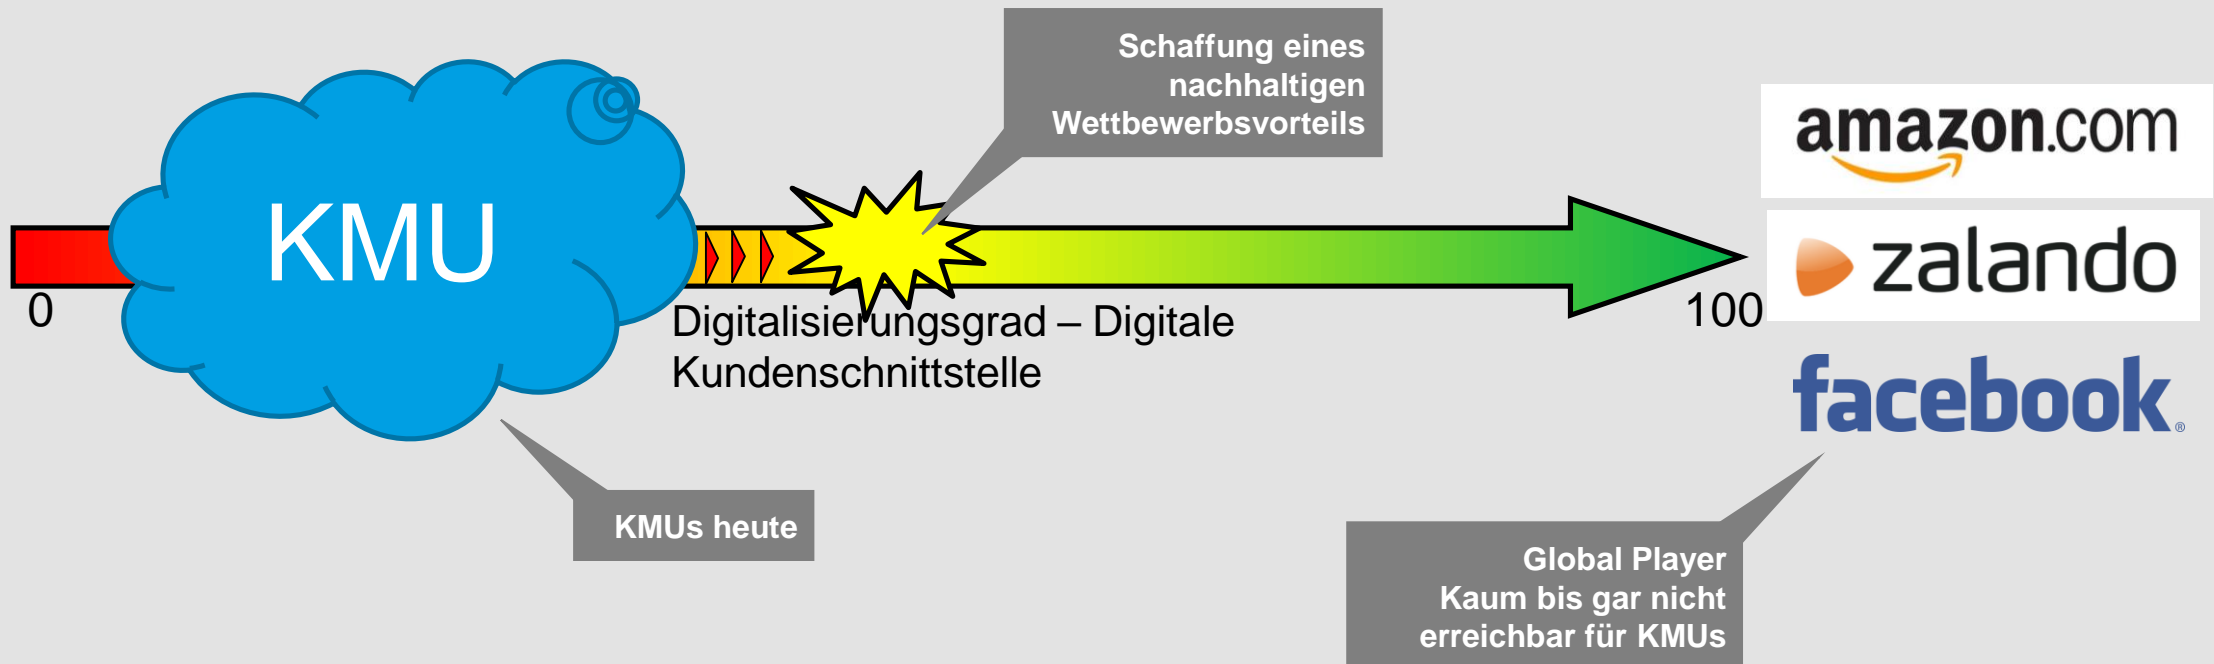 Schaffung eines
nachhaltigen
Wettbewerbsvorteils
amazon.com
KMU
zalando
0
100
Digitalisierungsgrad – Digitale
Kundenschnittstelle
facebook®
KMUs heute
Global Player
Kaum bis gar nicht
erreichbar für KMUs